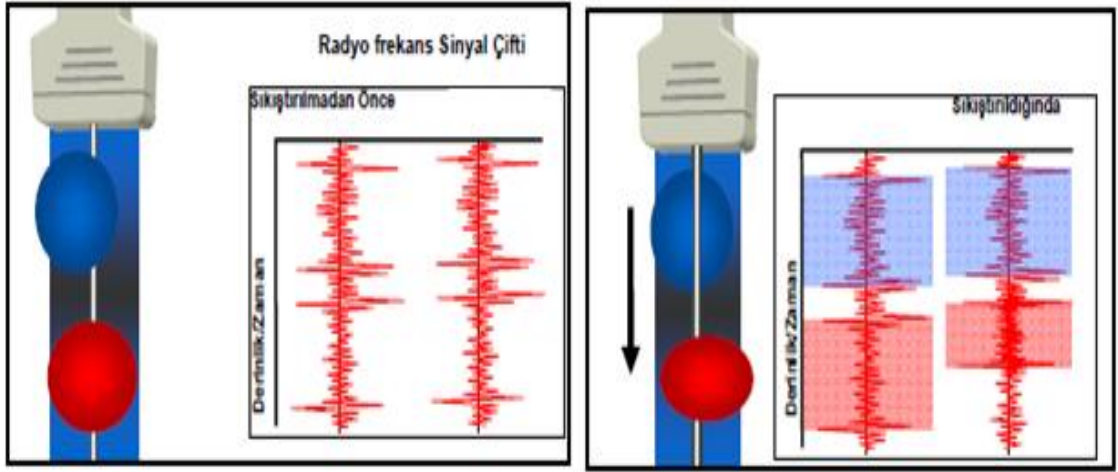 Radyo frekans Sinyal Çifti
Sıkıştırılmadan Önce
Derinlik/Zaman
Sıkıştırıldığında
Derinlik/Zaman